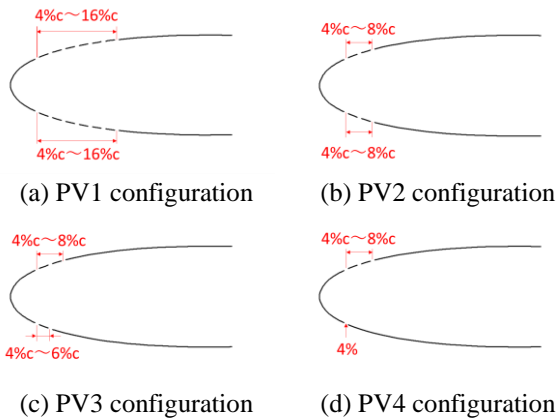 4%c～16%c
4%c～16%c
(a) PV1 configuration
4%c～8%c
4%c～8%c
(b) PV2 configuration
4%c～8%c
4%c～6%c
(c) PV3 configuration
4%c～8%c
4%
(d) PV4 configuration